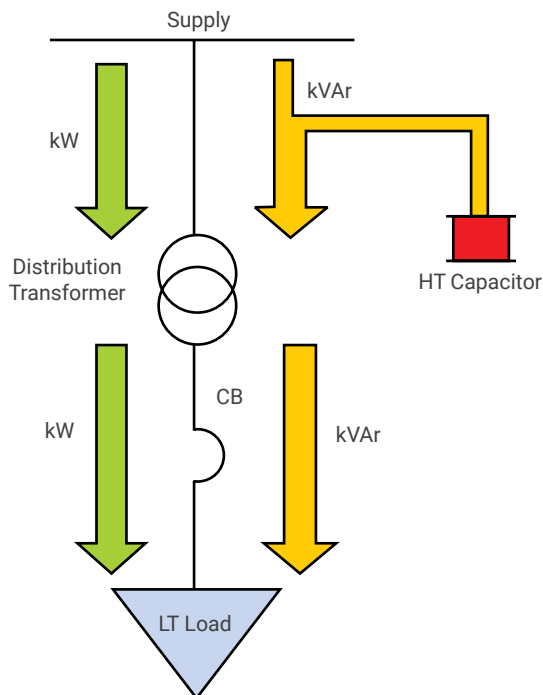 Supply
kW
kVAr
Distribution
Transformer
HT Capacitor
kW
CB
kVAr
LT Load